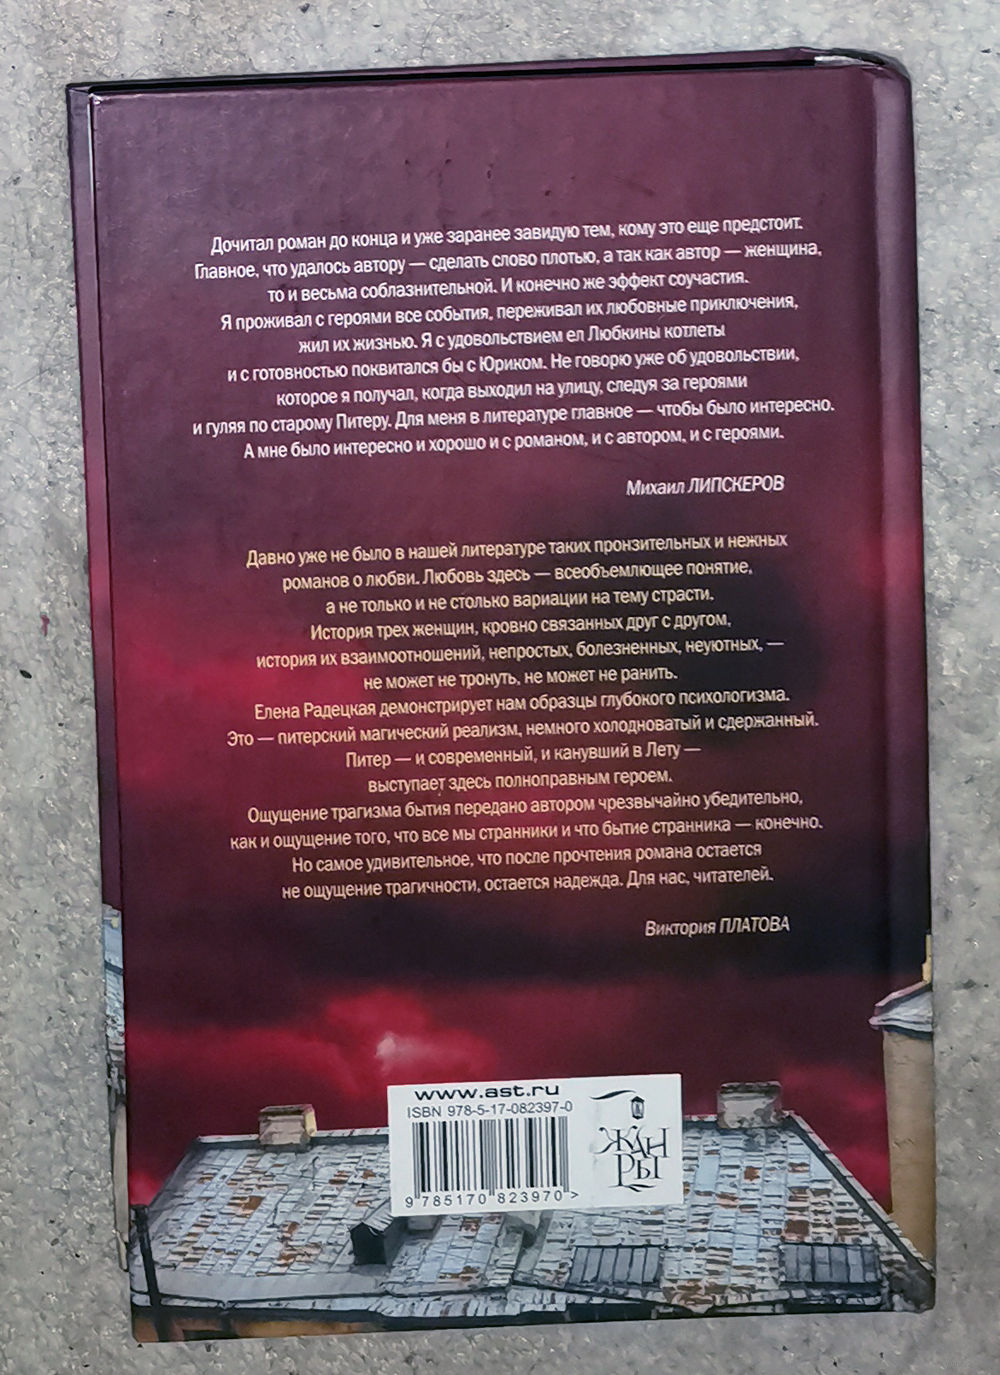 Дочитал роман до конца и уже заранее завидую тем, кому это еще предстоит.
Главное, что удалось автору — сделать слово плотью, а так как автор — женщина,
то и весьма соблазнительной. И конечно же эффект соучастия.
Я проживал с героями все события, переживал их любовные приключения,
жил их жизнью. Я с удовольствием ел Любкины котлеты
и с готовностью поквитался бы с Юриком. Не говорю уже об удовольствии,
которое я получал, когда выходил на улицу, следуя за героями
и гуляя по старому Питеру. Для меня в литературе главное — чтобы было интересно.
А мне было интересно и хорошо и с романом, и с автором, и с героями.
Михаил ЛИПСКЕРОВ
Давно уже не было в нашей литературе таких пронзительных и нежных
романов о любви. Любовь здесь — всеобъемлющее понятие,
а не только и не столько вариации на тему страсти.
История трех женщин, кровно связанных друг с другом,
история их взаимоотношений, непростых, болезненных, неуютных, —
не может не тронуть, не может не ранить.
Елена Радецкая демонстрирует нам образцы глубокого психологизма.
Это — питерский магический реализм, немного холодноватый и сдержанный.
Питер — и современный, и канувший в Лету —
выступает здесь полноправным героем.
Ощущение трагизма бытия передано автором чрезвычайно убедительно,
как и ощущение того, что все мы странники и что бытие странника — конечно.
Но самое удивительное, что после прочтения романа остается
не ощущение трагичности, остается надежда. Для нас, читателей.
Виктория ПЛАТОВА
www.ast.ru
ISBN 978-5-17-082397-0
9 785170 823970 >
ЖАН
РЫ